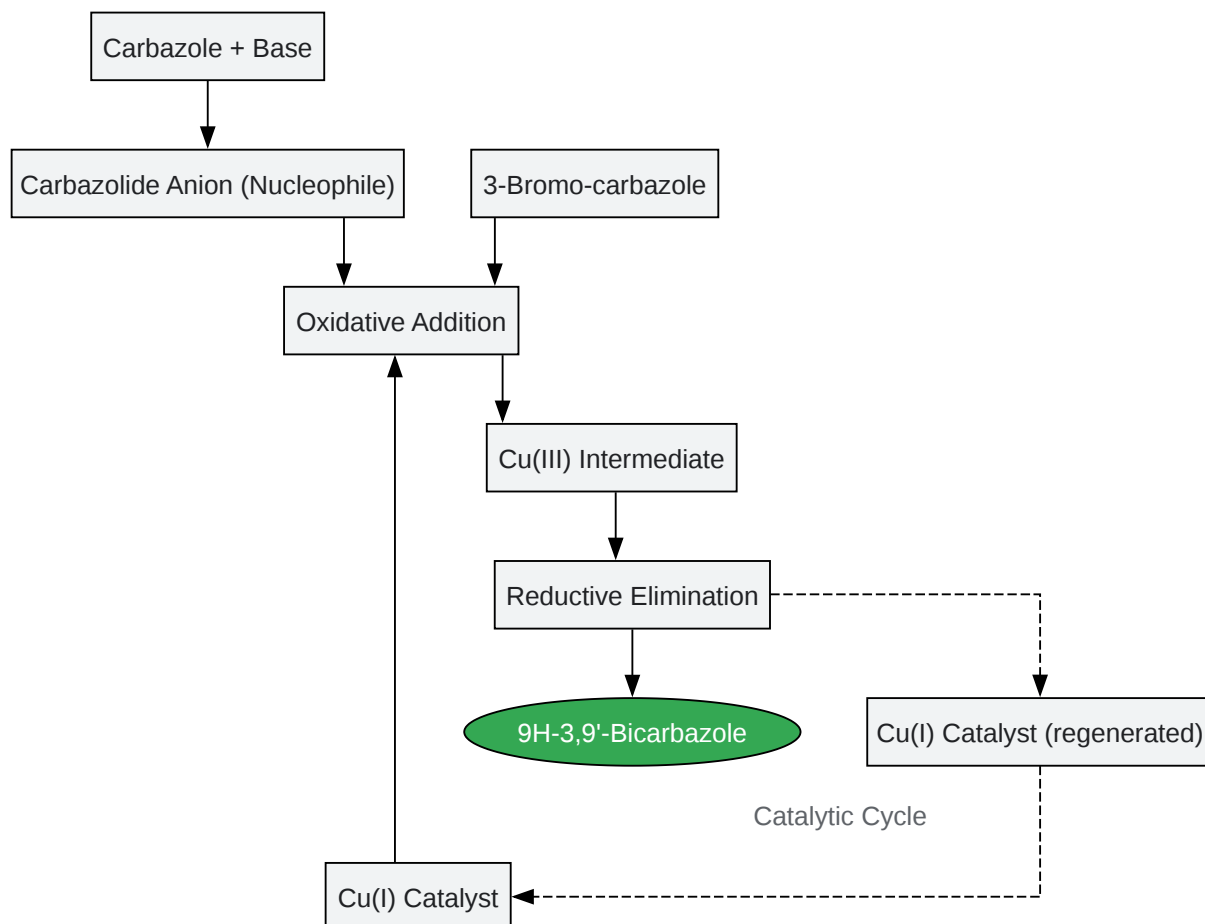 Carbazole + Base
Carbazolide Anion (Nucleophile)
3-Bromo-carbazole
Oxidative Addition
Cu(III) Intermediate
Reductive Elimination
9H-3,9'-Bicarbazole
Cu(I) Catalyst (regenerated)
Catalytic Cycle
Cu(I) Catalyst